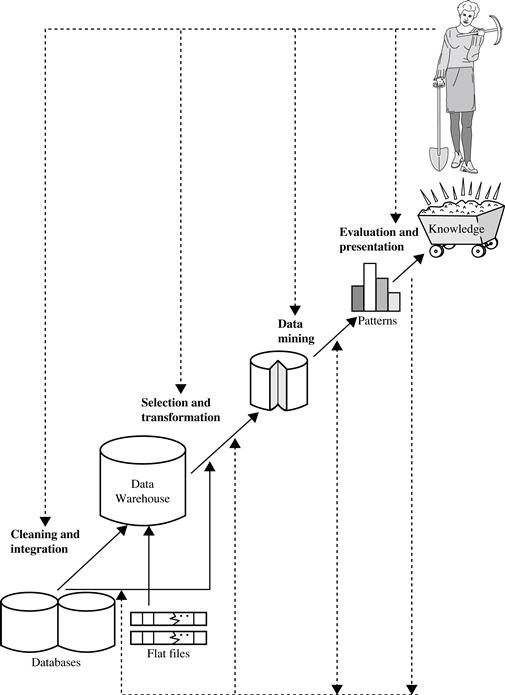 Knowledge
Evaluation and
presentation
Patterns
Data
mining
Selection and
transformation
Data
Warehouse
Cleaning and
integration
Databases
Flat files